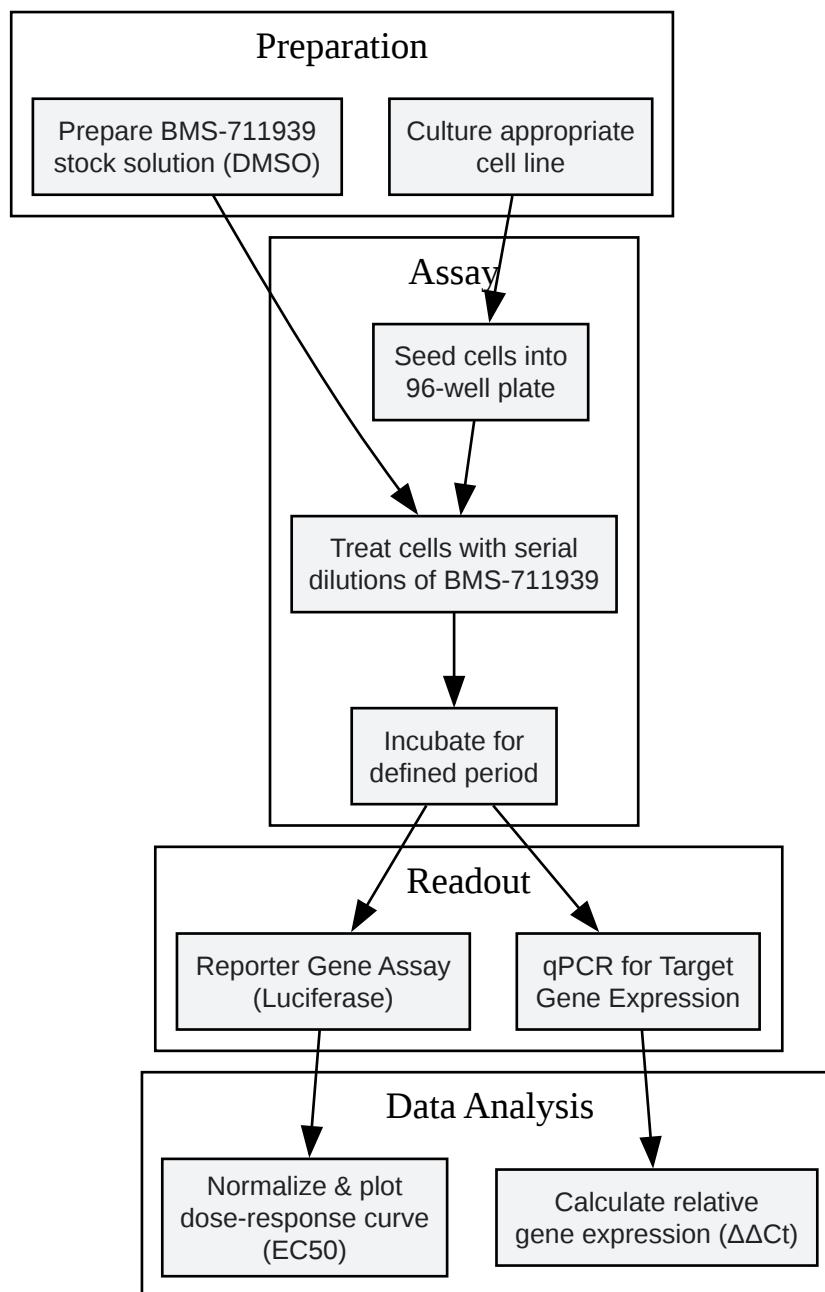 Preparation
Prepare BMS-711939
stock solution (DMSO)
Culture appropriate
cell line
Assay
Seed cells into
96-well plate
Treat cells with serial
dilutions of BMS-711939
Incubate for
defined period
Readout
Reporter Gene Assay
(Luciferase)
qPCR for Target
Gene Expression
Data Analysis
Normalize & plot
dose-response curve
(EC50)
Calculate relative
gene expression (ΔΔCt)